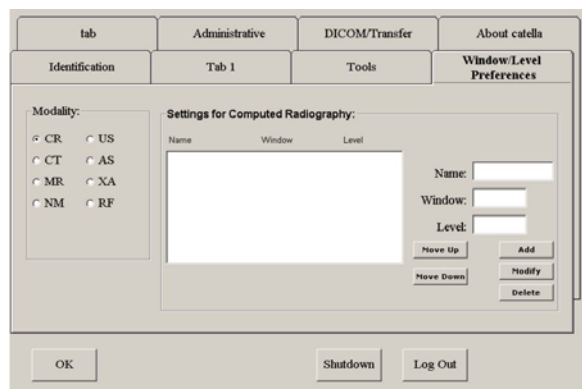 tab Administrative DICOM/Transfer About catella
Identification Tab 1 Tools Window/Level
Preferences
Modality:
CR US
CT AS
MR XA
NM RF
Settings for Computed Radiography:
Name Window Level
Name:
Window:
Level:
Move Up Add
Move Down Modify
Delete
OK Shutdown Log Out